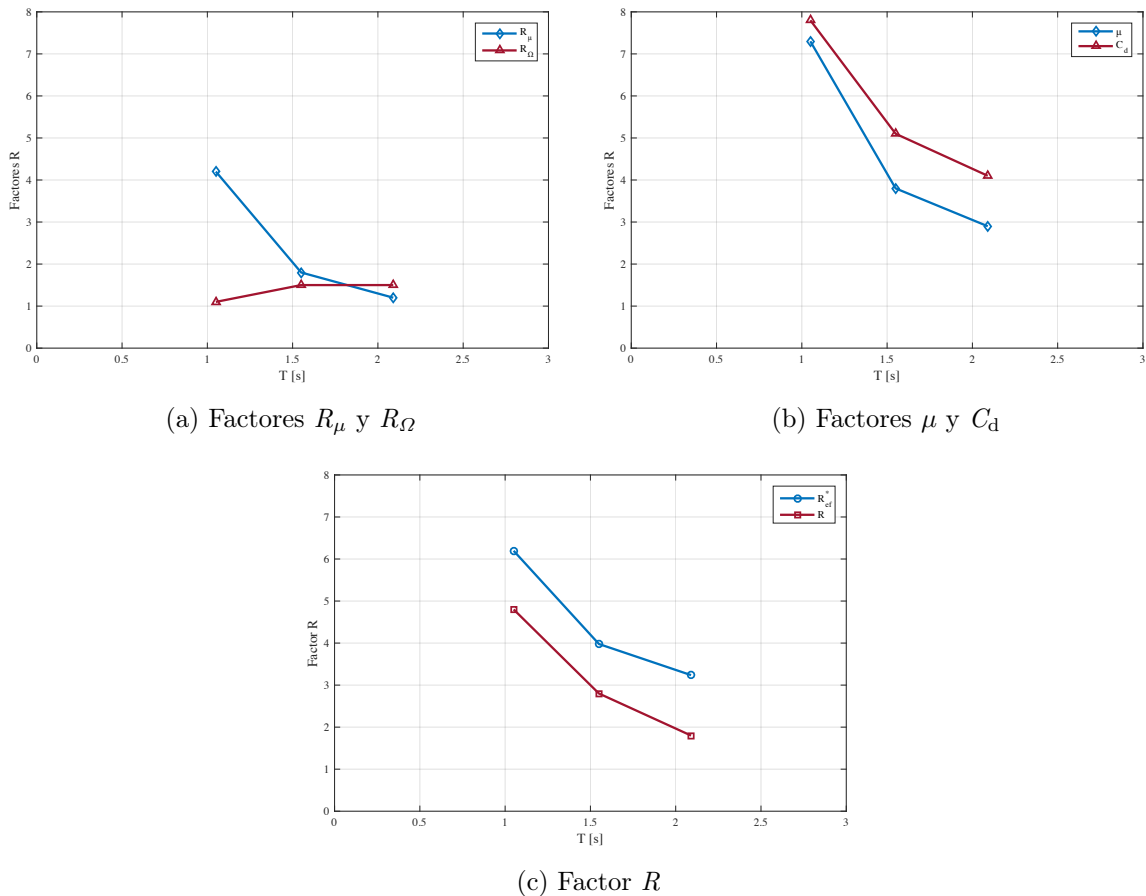 Factores R
8
7
6
5
4
3
2
1
0
0 0.5 1 1.5 2 2.5 3
T [s]
R_μ
R_Ω
(a) Factores R_μ y R_Ω
Factores R
8
7
6
5
4
3
2
1
0
0 0.5 1 1.5 2 2.5 3
T [s]
μ
C_d
(b) Factores μ y C_d
Factor R
8
7
6
5
4
3
2
1
0
0 0.5 1 1.5 2 2.5 3
T [s]
R*_ef
R
(c) Factor R